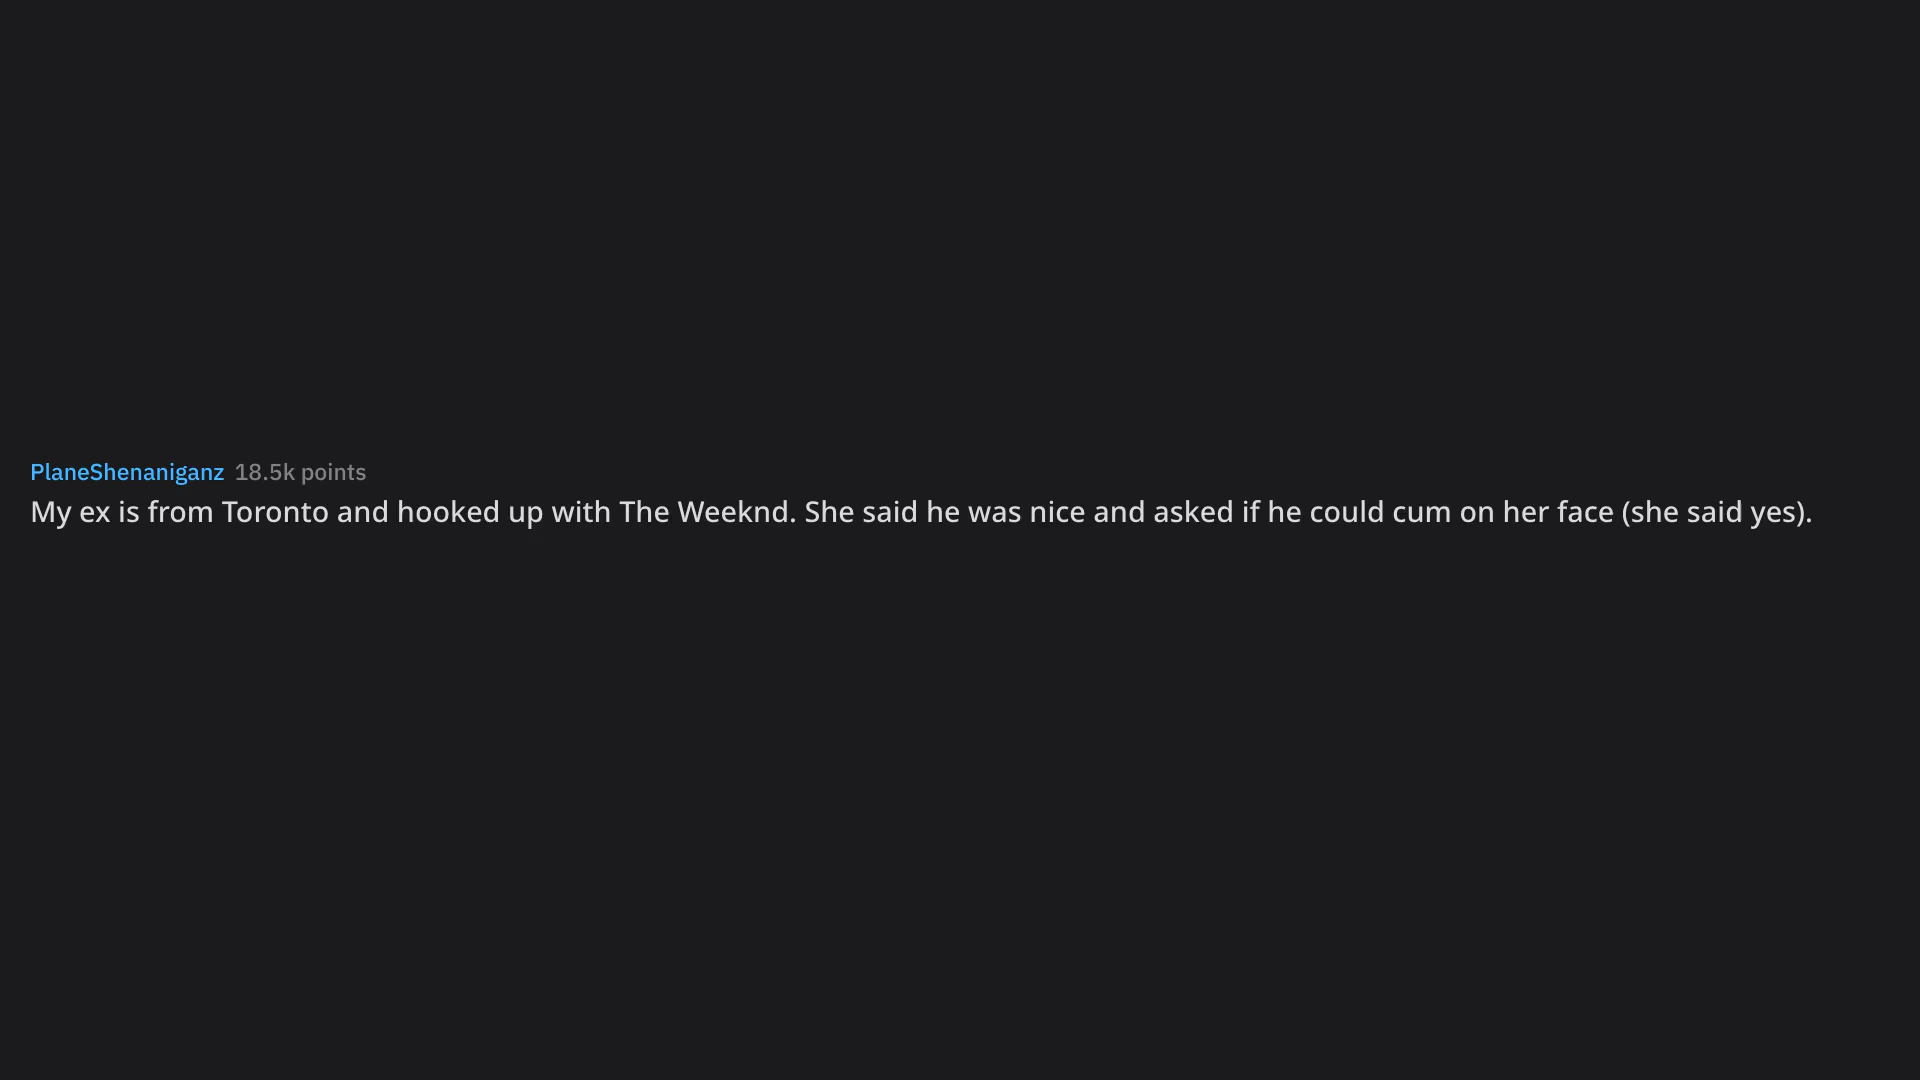 PlaneShenaniganz 18.5k points
My ex is from Toronto and hooked up with The Weeknd. She said he was nice and asked if he could cum on her face (she said yes).